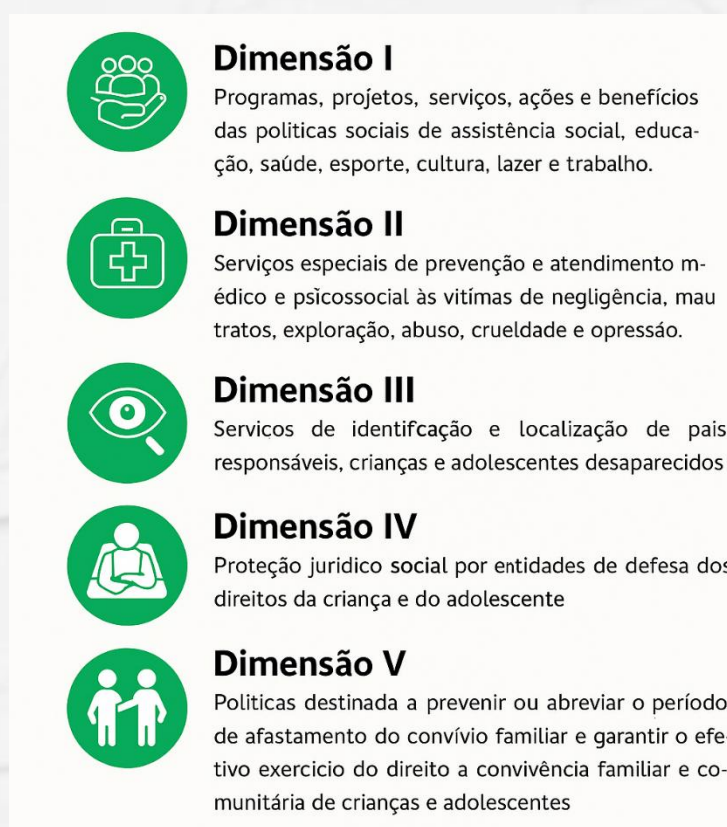 Dimensão I
Programas, projetos, serviços, ações e benefícios
das politicas sociais de assistência social, educa-
ção, saúde, esporte, cultura, lazer e trabalho.
Dimensão II
Serviços especiais de prevenção e atendimento m-
édico e psicossocial às vitímas de negligência, mau
tratos, exploração, abuso, crueldade e opressáo.
Dimensão III
Servicos de identifcação e localização de pais
responsáveis, crianças e adolescentes desaparecidos
Dimensão IV
Proteção juridico social por entidades de defesa dos
direitos da criança e do adolescente
Dimensão V
Politicas destinada a prevenir ou abreviar o período
de afastamento do convívio familiar e garantir o efe-
tivo exercicio do direito a convivência familiar e co-
munitária de crianças e adolescentes